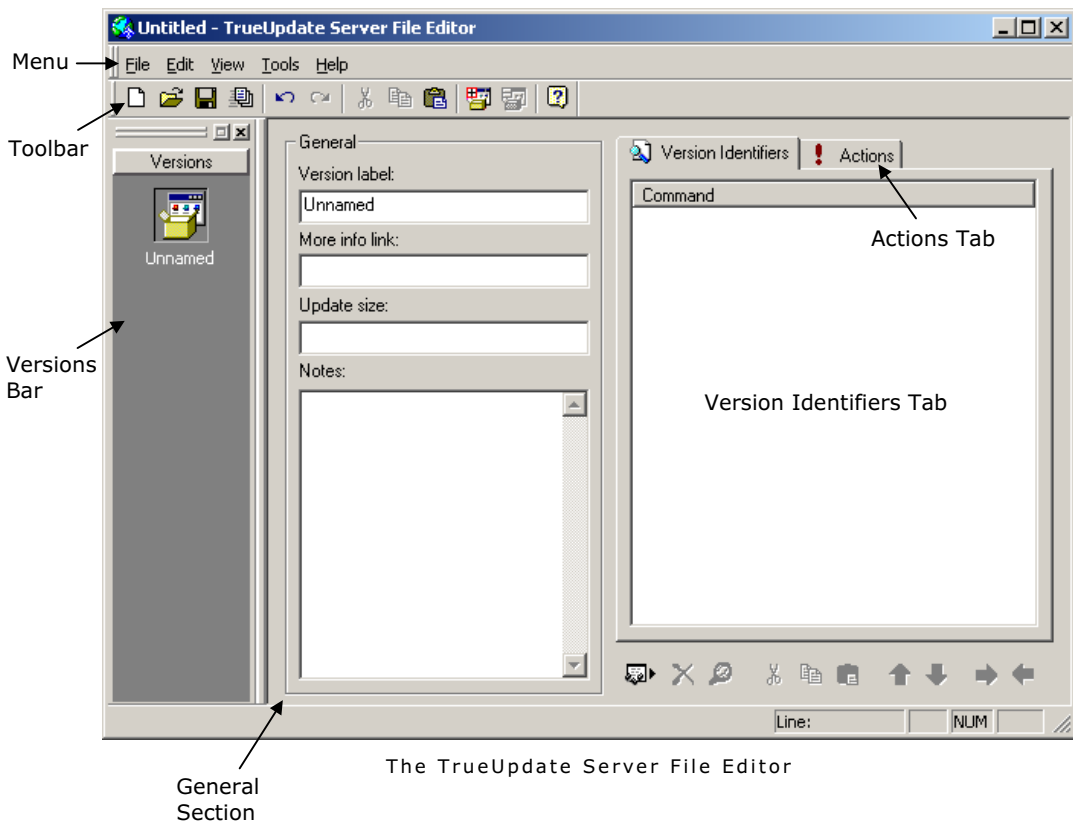 Untitled - TrueUpdate Server File Editor
Menu
File Edit View Tools Help
Toolbar
Versions
Unnamed
Versions
Bar
General
Version label:
Unnamed
More info link:
Update size:
Notes:
Version Identifiers
Actions
Command
Actions Tab
Version Identifiers Tab
Line:
NUM
General
Section
The TrueUpdate Server File Editor